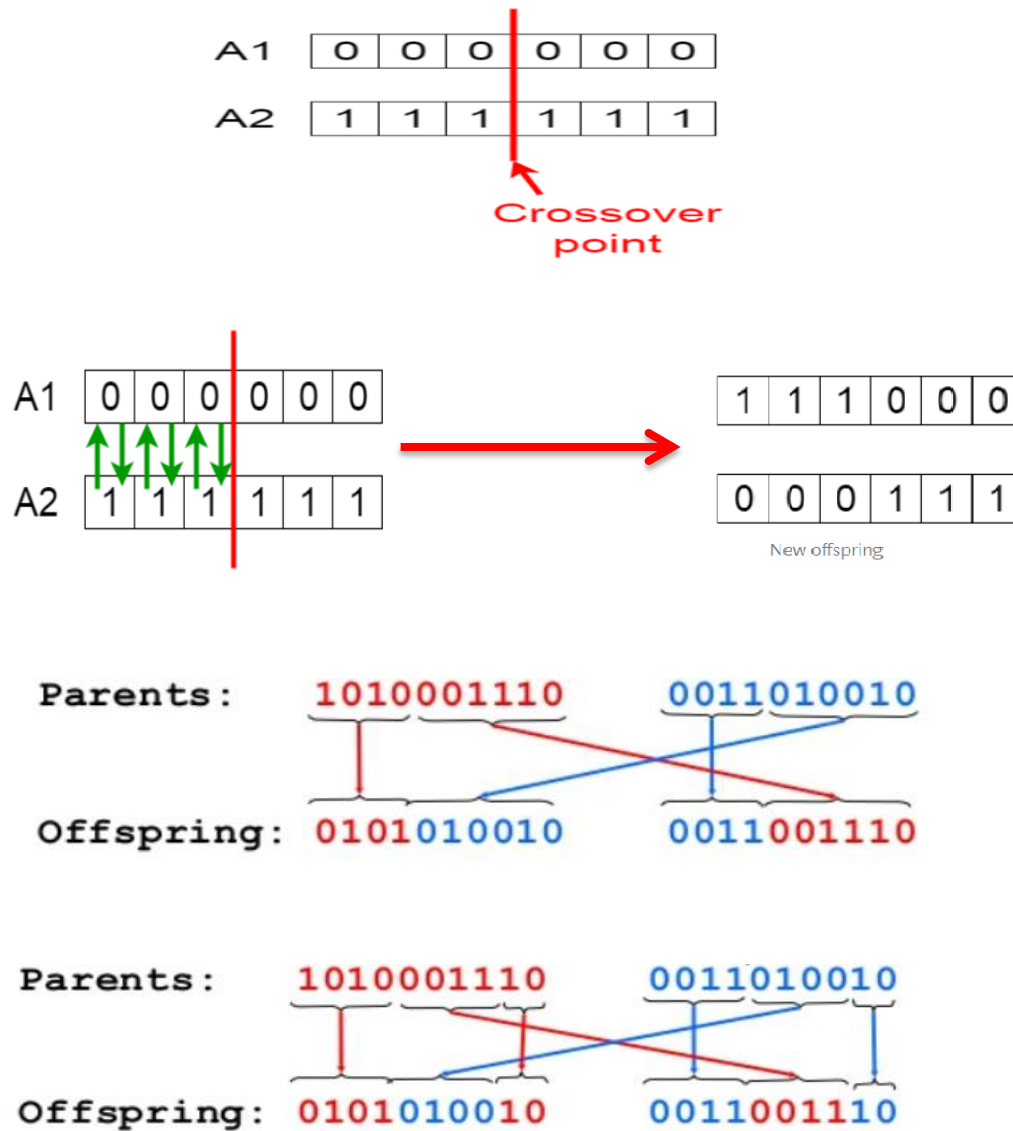 A1 0 0 0 0 0 0
A2 1 1 1 1 1 1
Crossover
point
A1 0 0 0 0 0 0
1 1 1 0 0 0
A2 1 1 1 1 1 1
0 0 0 1 1 1
New offspring
Parents: 1010001110 0011010010
Offspring: 0101010010 0011001110
Parents: 1010001110 0011010010
Offspring: 0101010010 0011001110